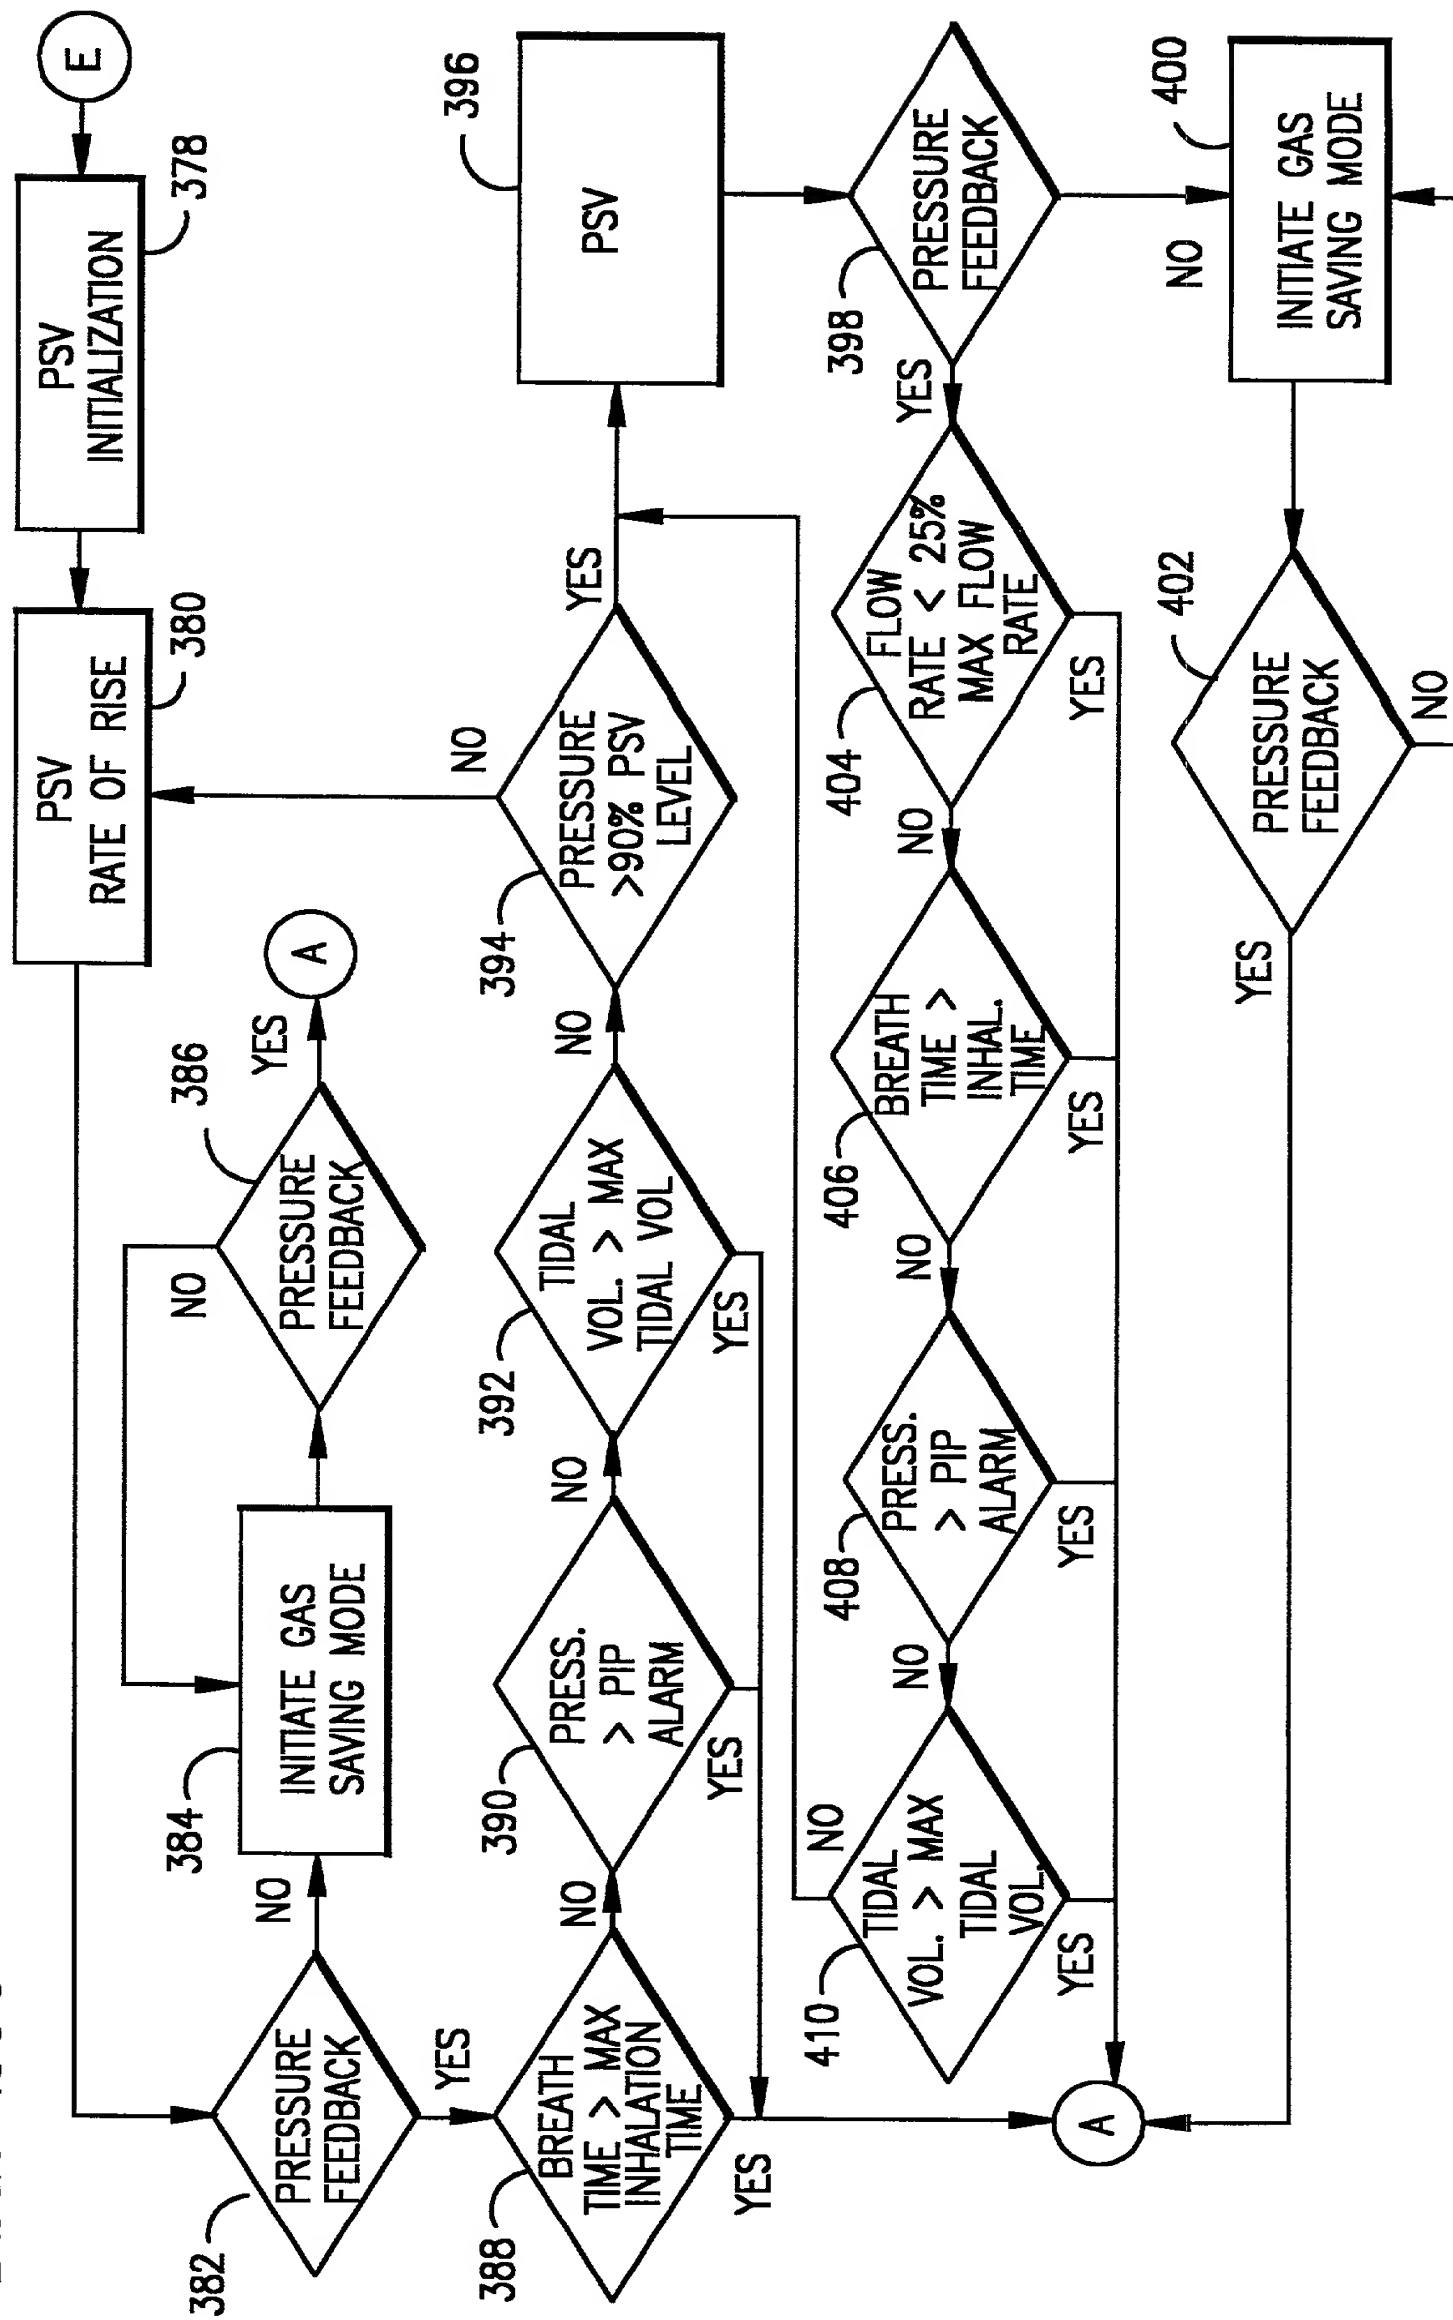 E
PSV
INITIALIZATION
378
PSV
RATE OF RISE
380
PRESSURE
FEEDBACK
382
NO
YES
INITIATE GAS
SAVING MODE
384
PRESSURE
FEEDBACK
386
NO
YES
A
BREATH
TIME > MAX
INHALATION
TIME
388
NO
YES
PRESS.
> PIP
ALARM
390
NO
YES
TIDAL
VOL. > MAX
TIDAL VOL
392
NO
YES
PRESSURE
>90% PSV
LEVEL
394
NO
YES
PSV
396
PRESSURE
FEEDBACK
398
YES
NO
INITIATE GAS
SAVING MODE
400
PRESSURE
FEEDBACK
402
YES
NO
FLOW
RATE < 25%
MAX FLOW
RATE
404
NO
YES
BREATH
TIME >
INHAL.
TIME
406
NO
YES
PRESS.
> PIP
ALARM
408
NO
YES
TIDAL
VOL. > MAX
TIDAL
VOL.
410
NO
YES
A